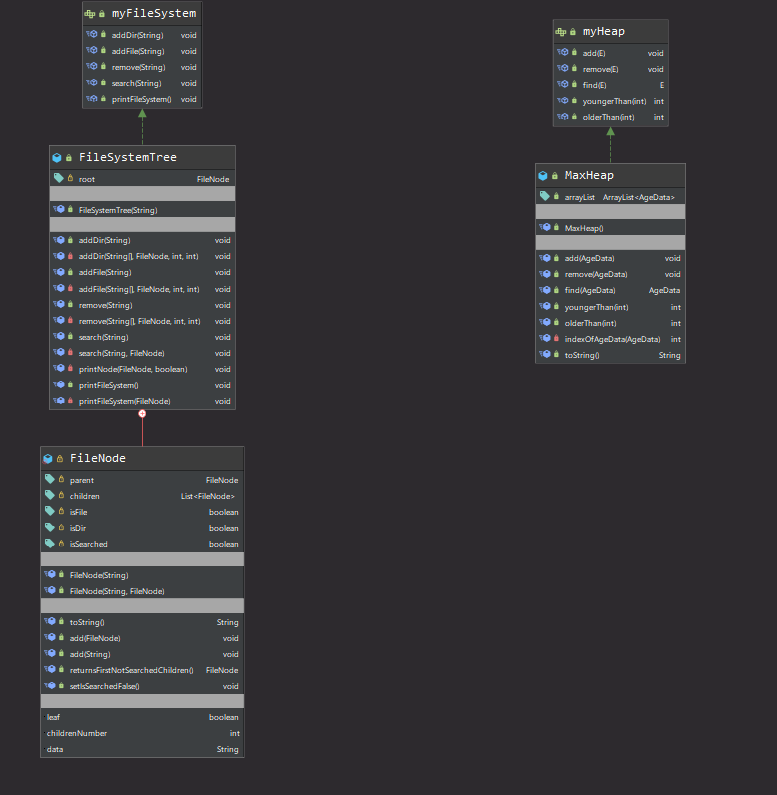 myFileSystem
addDir(String) void
addFile(String) void
remove(String) void
search(String) void
printFileSystem() void
FileSystemTree
root FileNode
FileSystemTree(String)
addDir(String) void
addDir(String[], FileNode, int, int) void
addFile(String) void
addFile(String[], FileNode, int, int) void
remove(String) void
remove(String[], FileNode, int, int) void
search(String) void
search(String, FileNode) void
printNode(FileNode, boolean) void
printFileSystem() void
printFileSystem(FileNode) void
FileNode
parent FileNode
children List<FileNode>
isFile boolean
isDir boolean
isSearched boolean
FileNode(String)
FileNode(String, FileNode)
toString() String
add(FileNode) void
add(String) void
returnsFirstNotSearchedChildren() FileNode
setIsSearchedFalse() void
leaf boolean
childrenNumber int
data String
myHeap
add(E) void
remove(E) void
find(E) E
youngerThan(int) int
olderThan(int) int
MaxHeap
arrayList ArrayList<AgeData>
MaxHeap()
add(AgeData) void
remove(AgeData) void
find(AgeData) AgeData
youngerThan(int) int
olderThan(int) int
indexOfAgeData(AgeData) int
toString() String